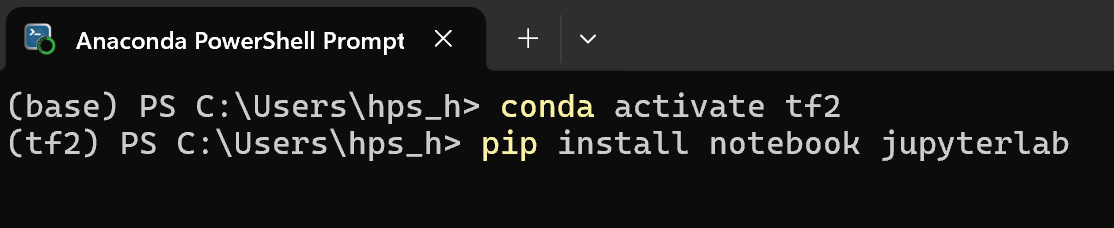 Anaconda PowerShell Prompt
(base) PS C:\Users\hps_h> conda activate tf2
(tf2) PS C:\Users\hps_h> pip install notebook jupyterlab